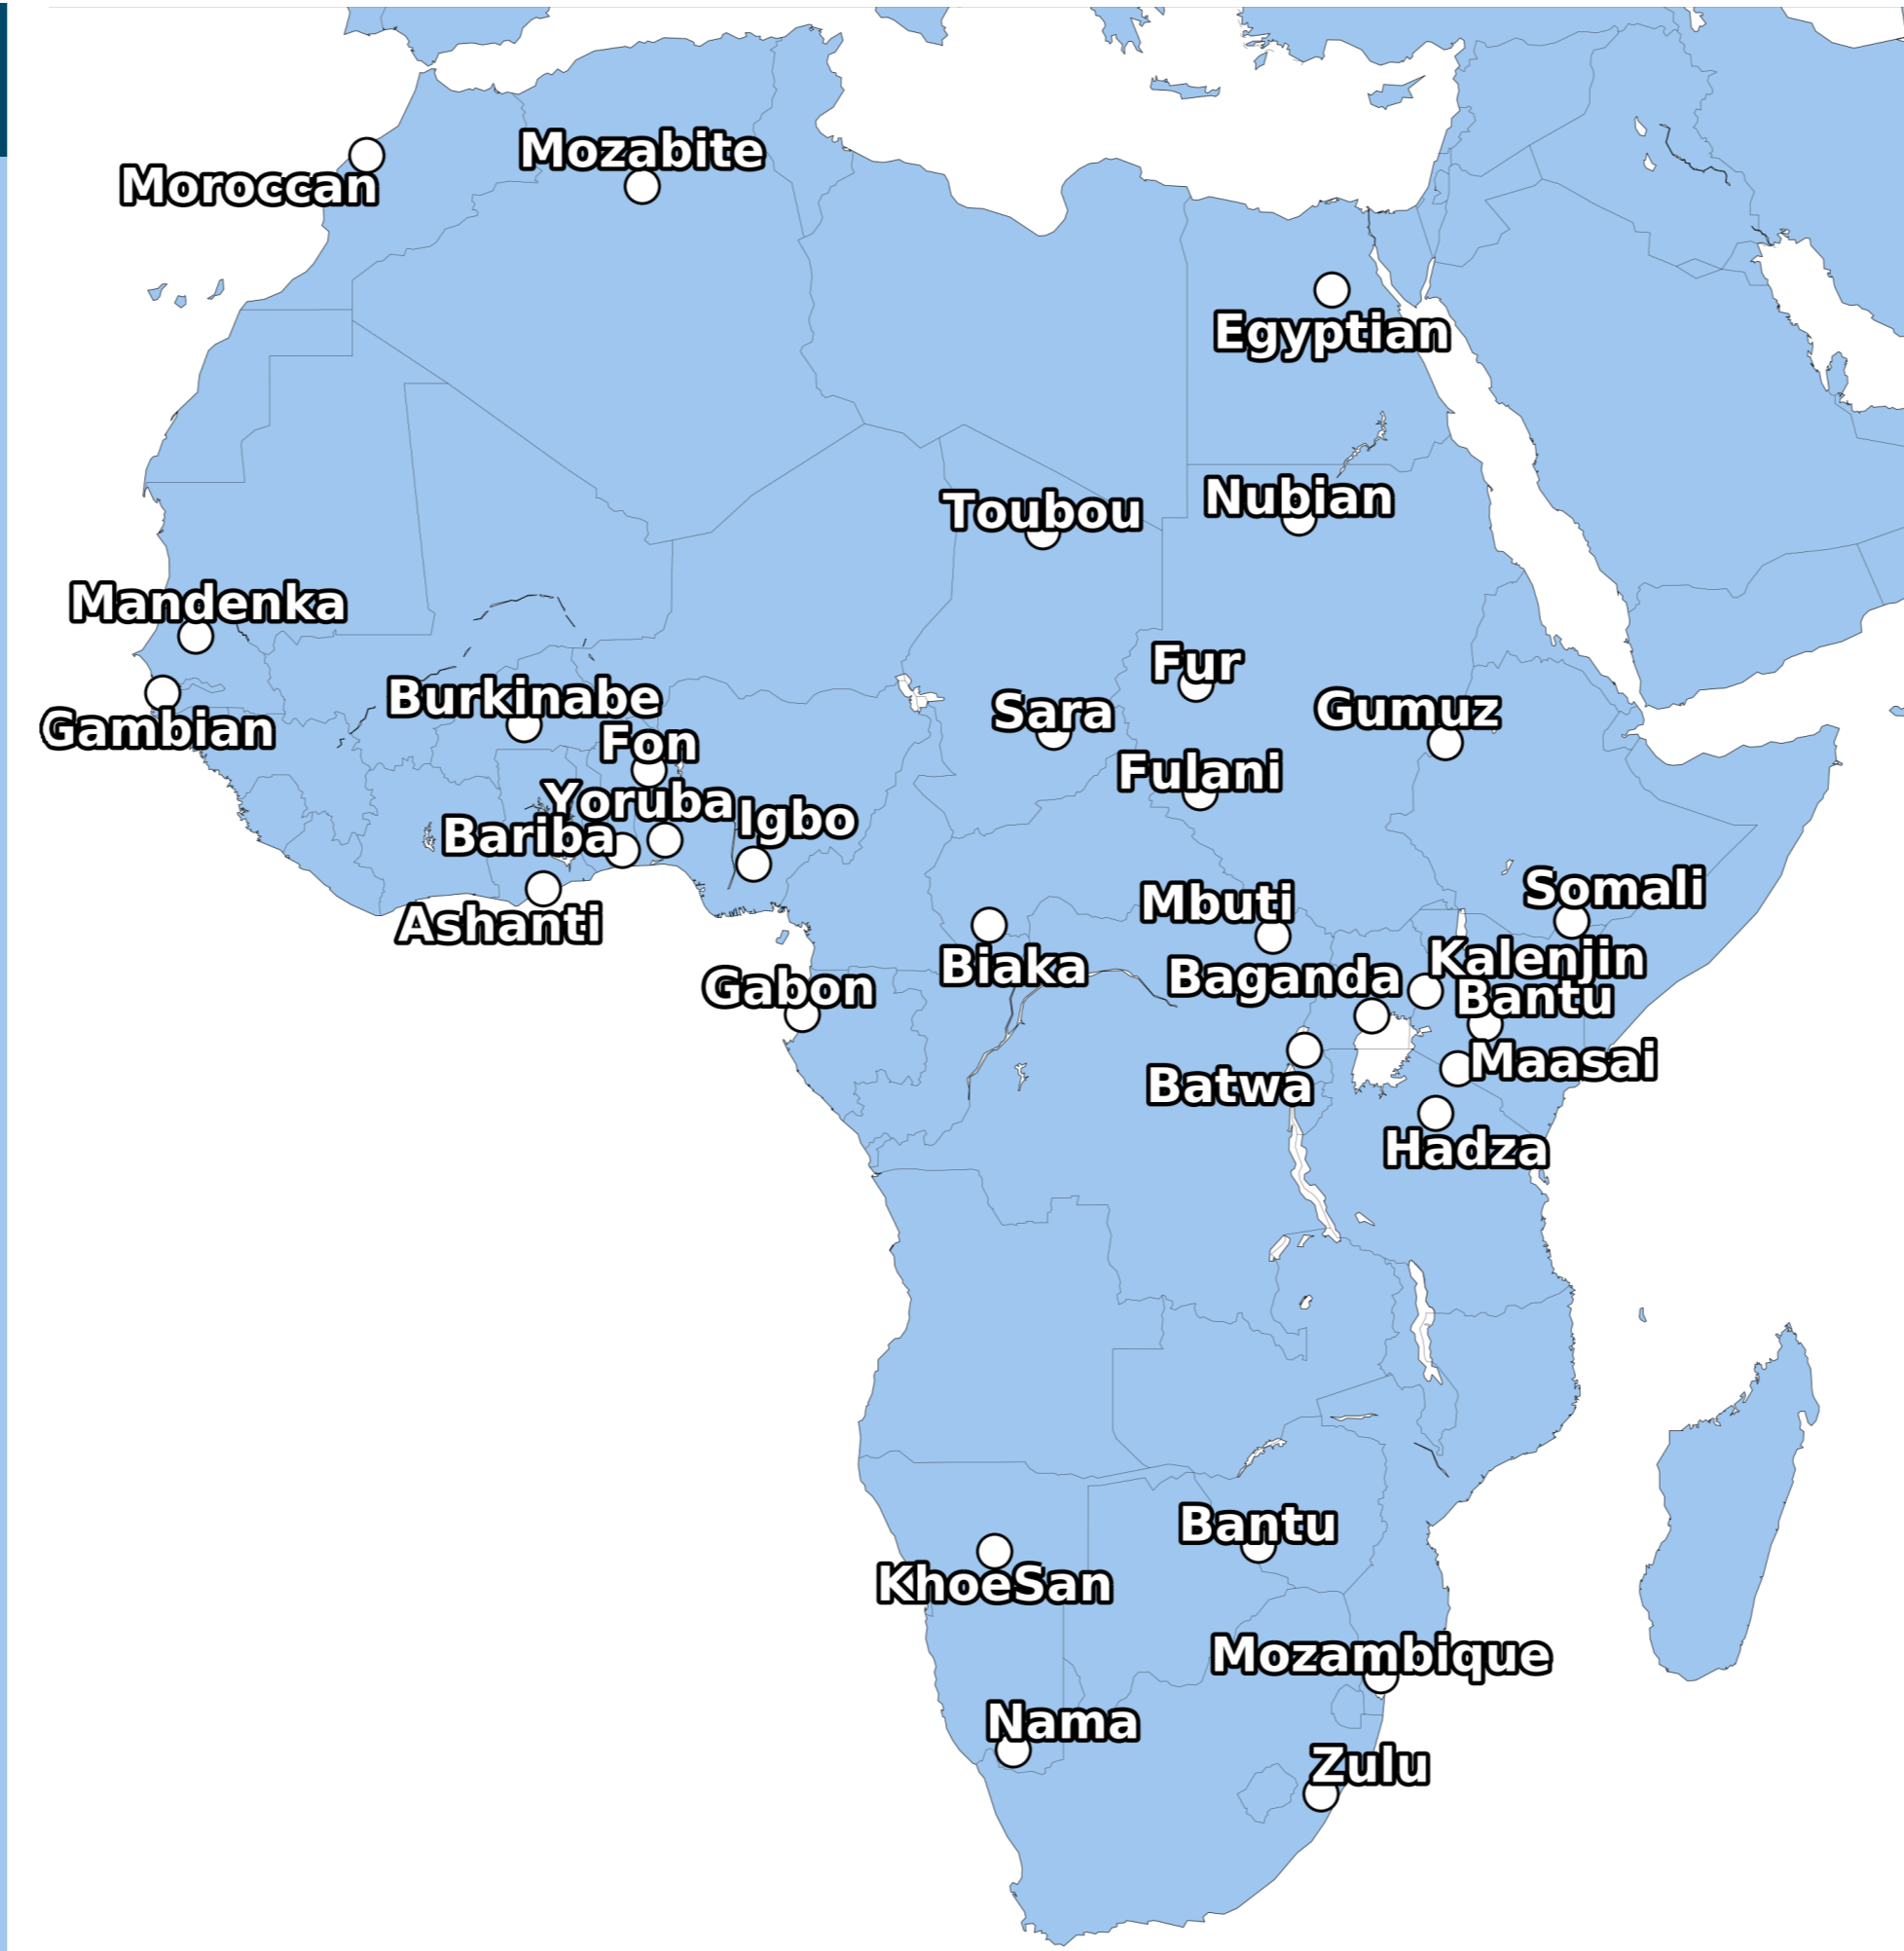 Mozabite
Moroccan
Egyptian
Nubian
Toubou
Mandenka
Fur
Burkinabe
Gumuz
Sara
Gambian
Fon
Fulani
Yoruba
Igbo
Bariba
Somali
Mbuti
Ashanti
Kalenjin
Biaka
Baganda
Gabon
Bantu
Maasai
Batwa
Hadza
Bantu
KhoeSan
Mozambique
Nama
Zulu